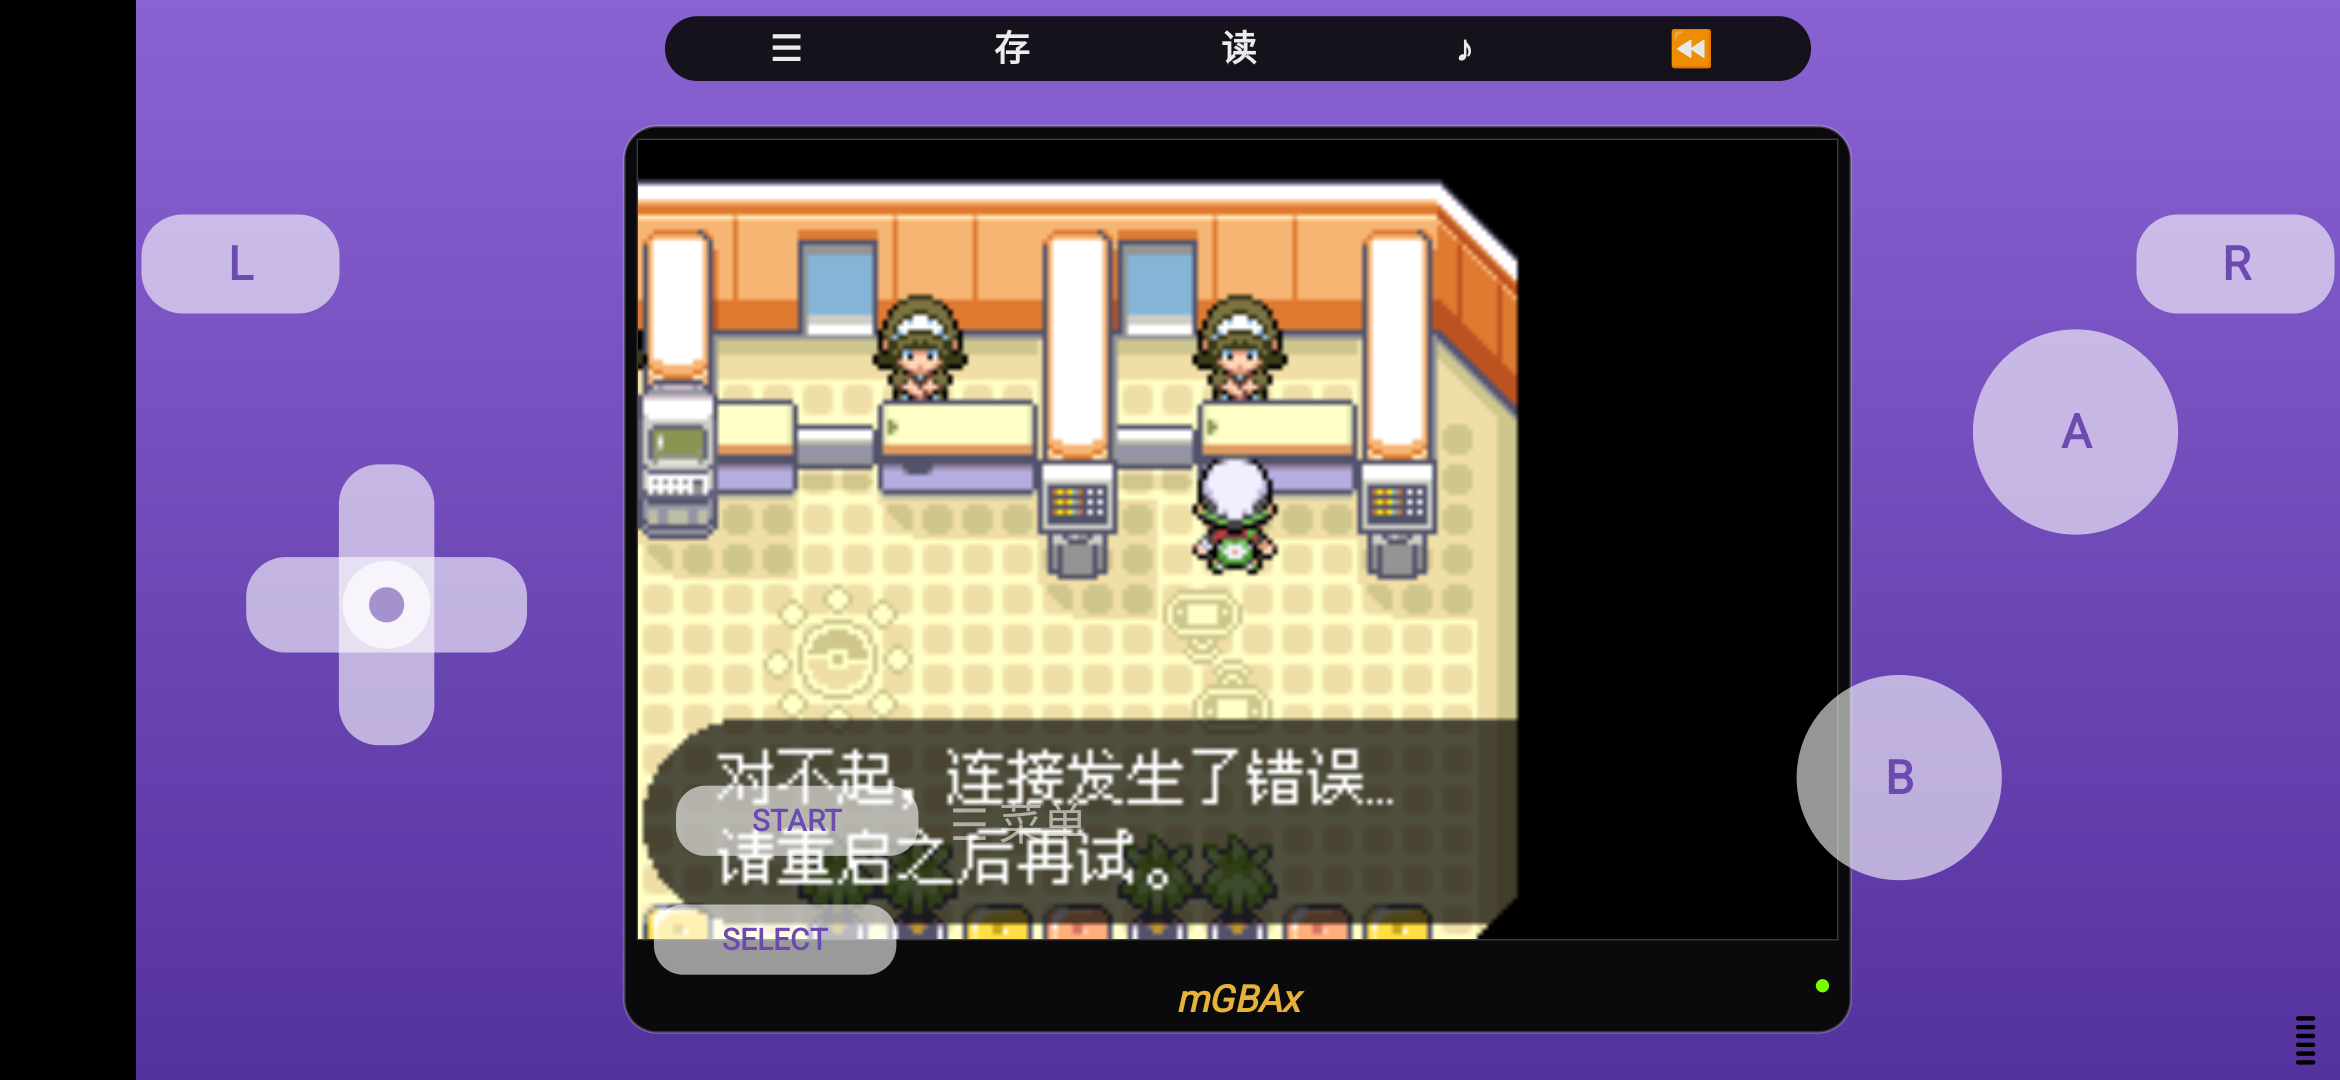 ☰ 存 读 ♪ ⏪
L
R
A
对不起，连接发生了错误…
START
☰ 菜单
请重启之后再试。
B
SELECT
mGBAx